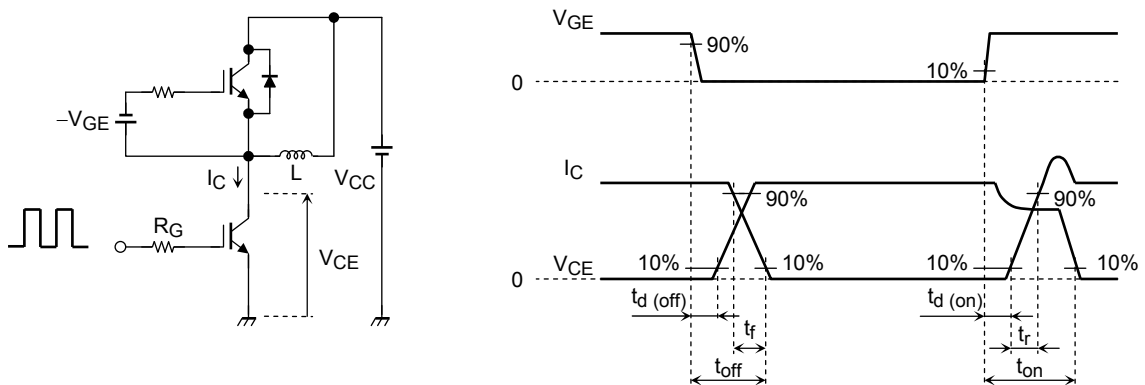 −VGE
IC
L
VCC
RG
VCE
VGE
90%
0
10%
IC
90%
90%
VCE
10%
10%
10%
10%
0
td (off)
td (on)
tf
tr
toff
ton